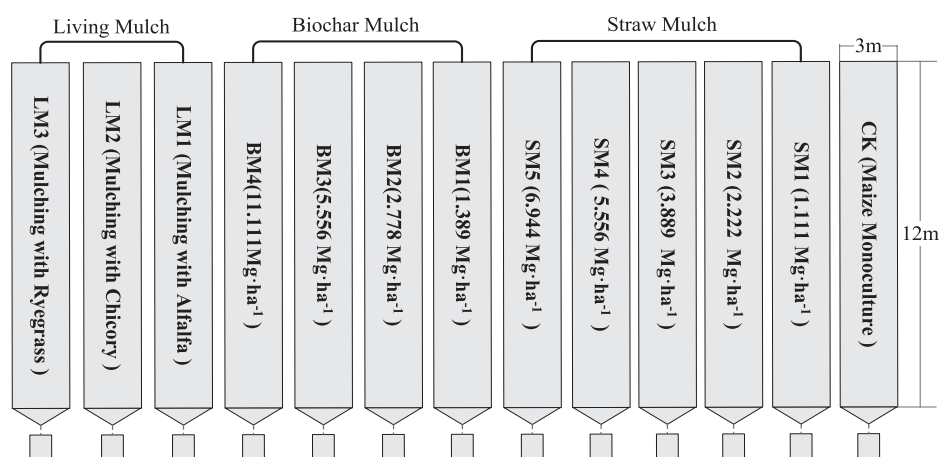 Living Mulch
Biochar Mulch
Straw Mulch
3m
LM3 (Mulching with Ryegrass )
LM2 (Mulching with Chicory )
LM1 (Mulching with Alfalfa )
BM4(11.111Mg·ha⁻¹ )
BM3(5.556 Mg·ha⁻¹ )
BM2(2.778 Mg·ha⁻¹ )
BM1(1.389 Mg·ha⁻¹ )
SM5 (6.944 Mg·ha⁻¹ )
SM4 ( 5.556 Mg·ha⁻¹ )
SM3 (3.889 Mg·ha⁻¹ )
SM2 (2.222 Mg·ha⁻¹ )
SM1 (1.111 Mg·ha⁻¹ )
CK (Maize Monoculture )
12m